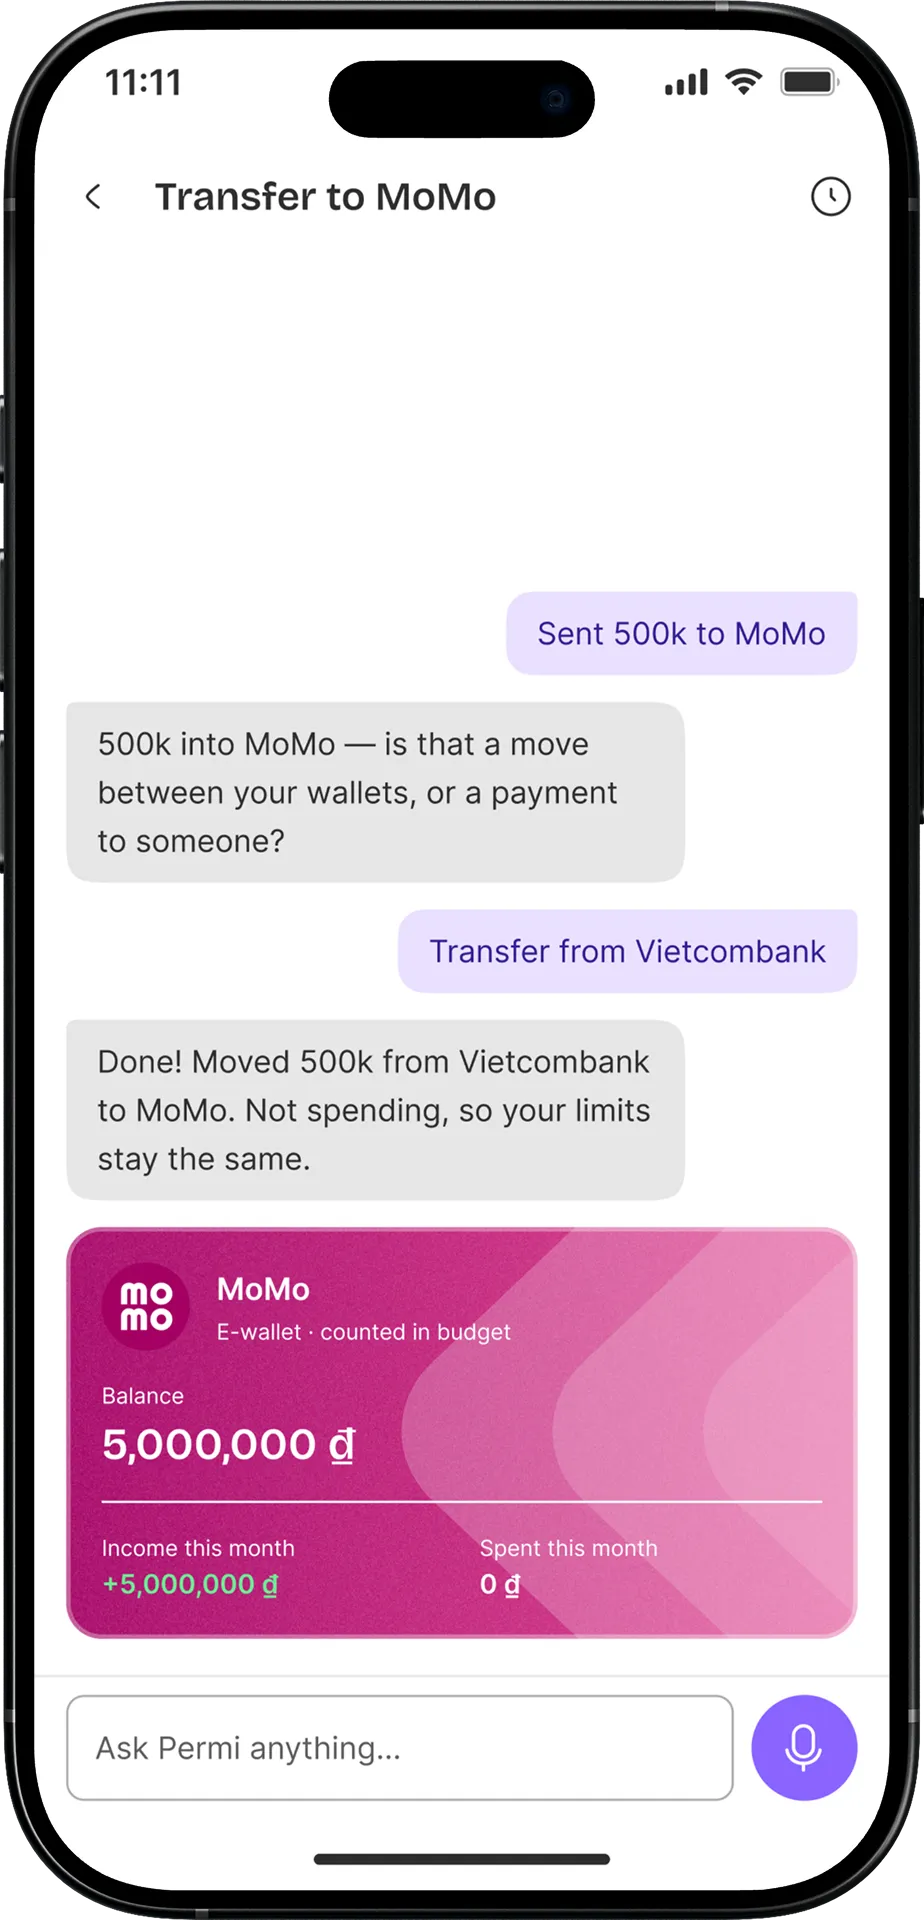 11:11
Transfer to MoMo
Sent 500k to MoMo
500k into MoMo — is that a move
between your wallets, or a payment
to someone?
Transfer from Vietcombank
Done! Moved 500k from Vietcombank
to MoMo. Not spending, so your limits
stay the same.
mo
mo
MoMo
E-wallet · counted in budget
Balance
5,000,000 ₫
Income this month
+5,000,000 ₫
Spent this month
0 ₫
Ask Permi anything...